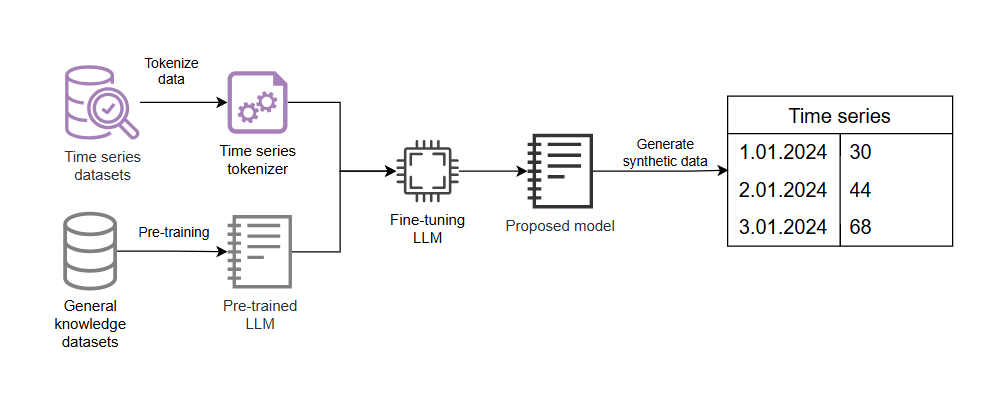 Tokenize
data
Time series
datasets
Time series
tokenizer
Pre-training
General
knowledge
datasets
Pre-trained
LLM
Fine-tuning
LLM
Proposed model
Generate
synthetic data
Time series
1.01.2024 30
2.01.2024 44
3.01.2024 68